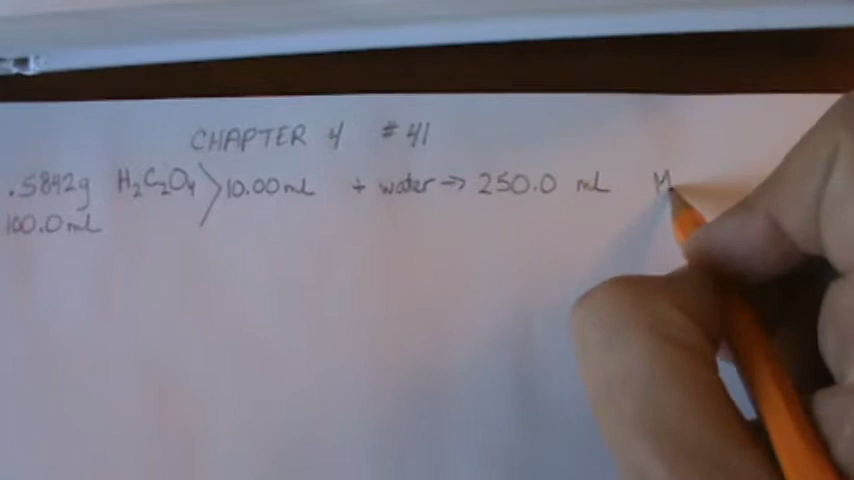 CHAPTER 4 #41
.5842g H₂C₂O₄ > 10.00mL + water → 250.0 mL M
100.0mL